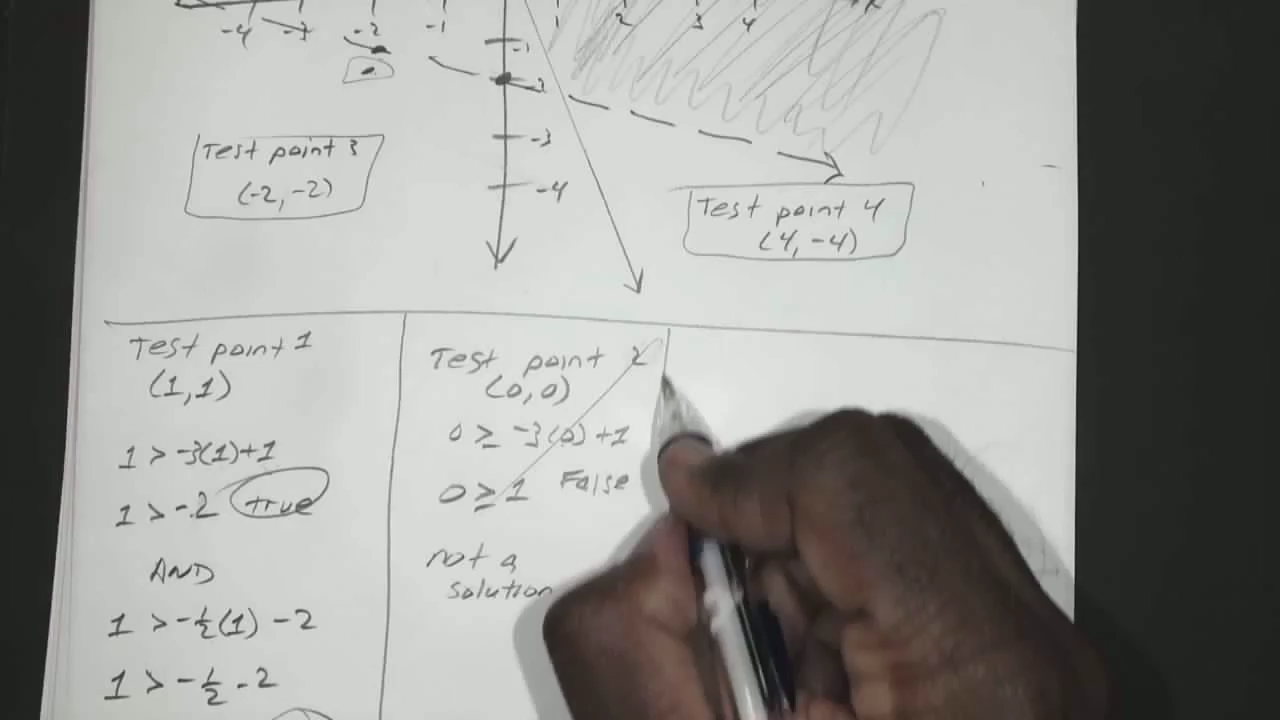 -4 -3 -2 -1 2 3 4
-1
-3
-4
Test point 3
(-2, -2)
Test point 4
(4, -4)
Test point 1
(1, 1)
1 > -3(1)+1
1 > -2 true
AND
1 > -½(1) - 2
1 > -½ - 2
Test point 2
(0, 0)
0 ≥ -3(0) +1
0 ≥ 1 False
not a
solution